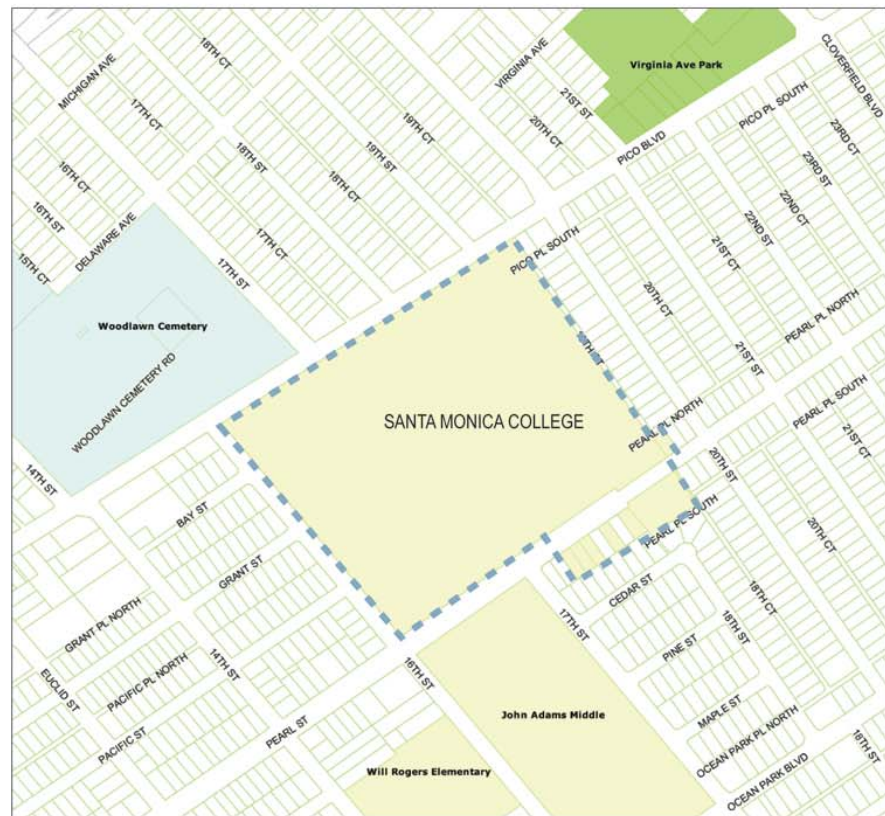 18TH CT
VIRGINIA AVE
Virginia Ave Park
CLOVERFIELD BLVD
MICHIGAN AVE
17TH CT
21ST ST
PICO PL SOUTH
19TH CT
20TH CT
23RD CT
PICO BLVD
18TH ST
19TH ST
16TH CT
23RD ST
18TH CT
22ND CT
16TH ST
22ND ST
DELAWARE AVE
17TH CT
21ST CT
15TH CT
PICO PL SOUTH
17TH ST
20TH CT
Woodlawn Cemetery
PEARL PL NORTH
WOODLAWN CEMETERY RD
21ST ST
SANTA MONICA COLLEGE
PEARL PL NORTH
PEARL PL SOUTH
14TH ST
20TH ST
21ST CT
BAY ST
PEARL PL SOUTH
20TH CT
GRANT ST
CEDAR ST
18TH CT
GRANT PL NORTH
17TH ST
18TH ST
PINE ST
14TH ST
PACIFIC PL NORTH
16TH ST
EUCLID ST
MAPLE ST
John Adams Middle
PEARL ST
PACIFIC ST
OCEAN PARK PL NORTH
18TH ST
Will Rogers Elementary
OCEAN PARK BLVD